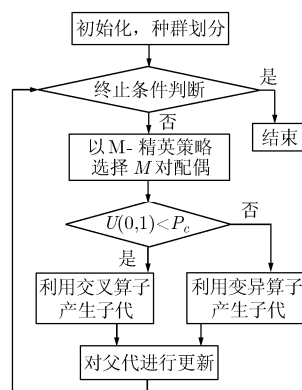 初始化，种群划分
终止条件判断
是
否
结束
以M-精英策略
选择M对配偶
U(0,1)<P_c
否
是
利用交叉算子
产生子代
利用变异算子
产生子代
对父代进行更新